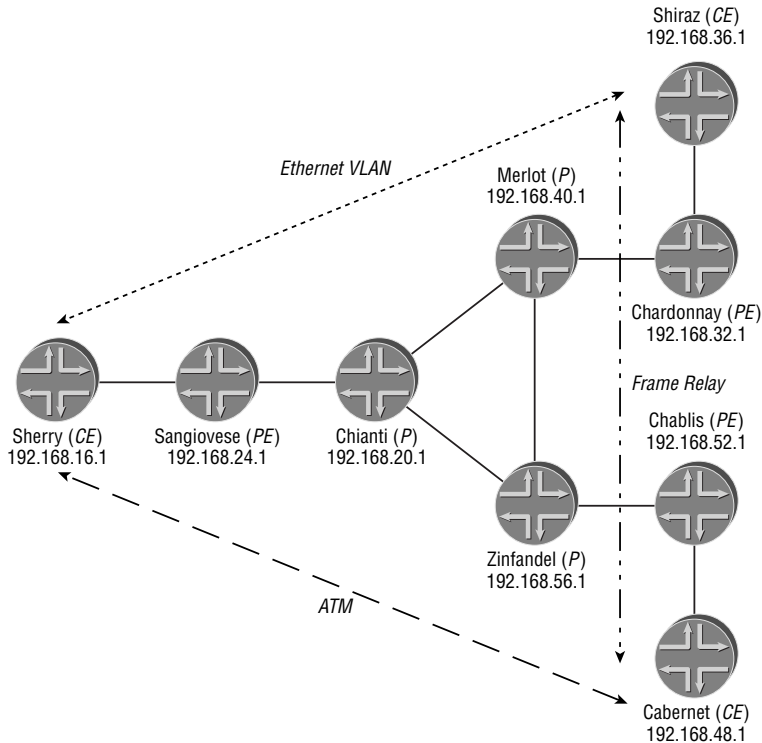 Shiraz (CE)
192.168.36.1
Ethernet VLAN
Merlot (P)
192.168.40.1
Chardonnay (PE)
192.168.32.1
Frame Relay
Sherry (CE)
192.168.16.1
Sangiovese (PE)
192.168.24.1
Chianti (P)
192.168.20.1
Chablis (PE)
192.168.52.1
Zinfandel (P)
192.168.56.1
ATM
Cabernet (CE)
192.168.48.1